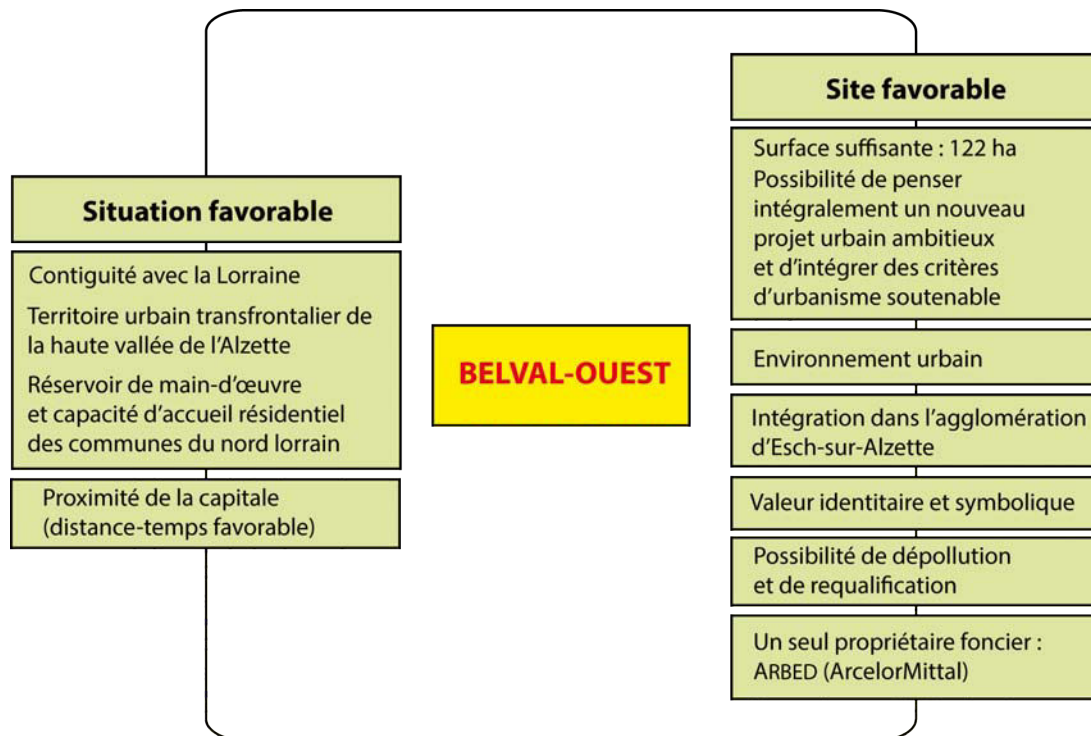 Situation favorable
Contiguité avec la Lorraine
Territoire urbain transfrontalier de
la haute vallée de l'Alzette
Réservoir de main-d'œuvre
et capacité d'accueil résidentiel
des communes du nord lorrain
Proximité de la capitale
(distance-temps favorable)
BELVAL-OUEST
Site favorable
Surface suffisante : 122 ha
Possibilité de penser
intégralement un nouveau
projet urbain ambitieux
et d'intégrer des critères
d'urbanisme soutenable
Environnement urbain
Intégration dans l'agglomération
d'Esch-sur-Alzette
Valeur identitaire et symbolique
Possibilité de dépollution
et de requalification
Un seul propriétaire foncier :
ARBED (ArcelorMittal)